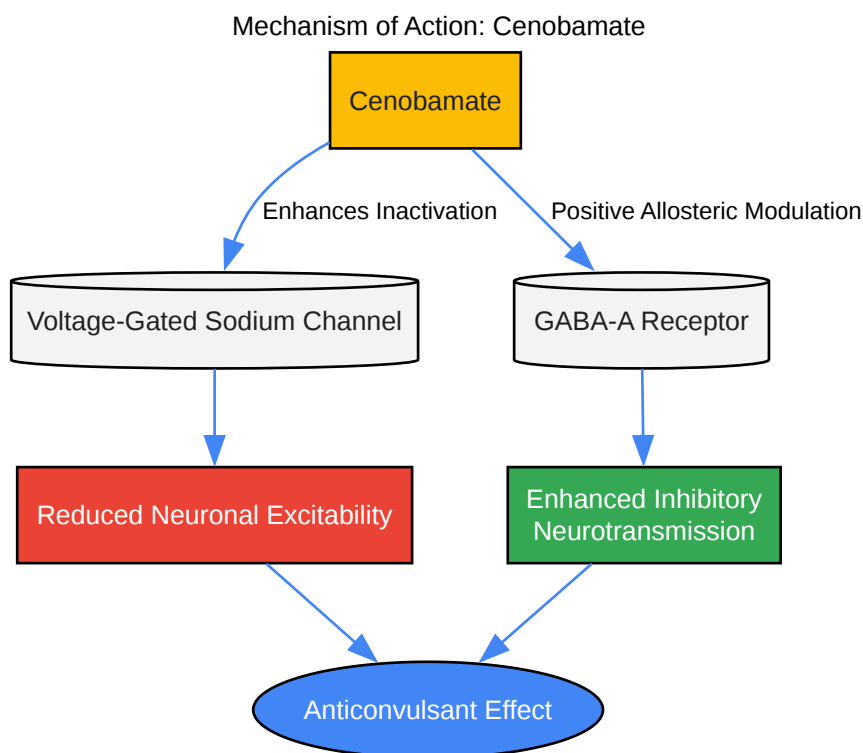 Mechanism of Action: Cenobamate
Cenobamate
Enhances Inactivation
Positive Allosteric Modulation
Voltage-Gated Sodium Channel
GABA-A Receptor
Reduced Neuronal Excitability
Enhanced Inhibitory
Neurotransmission
Anticonvulsant Effect